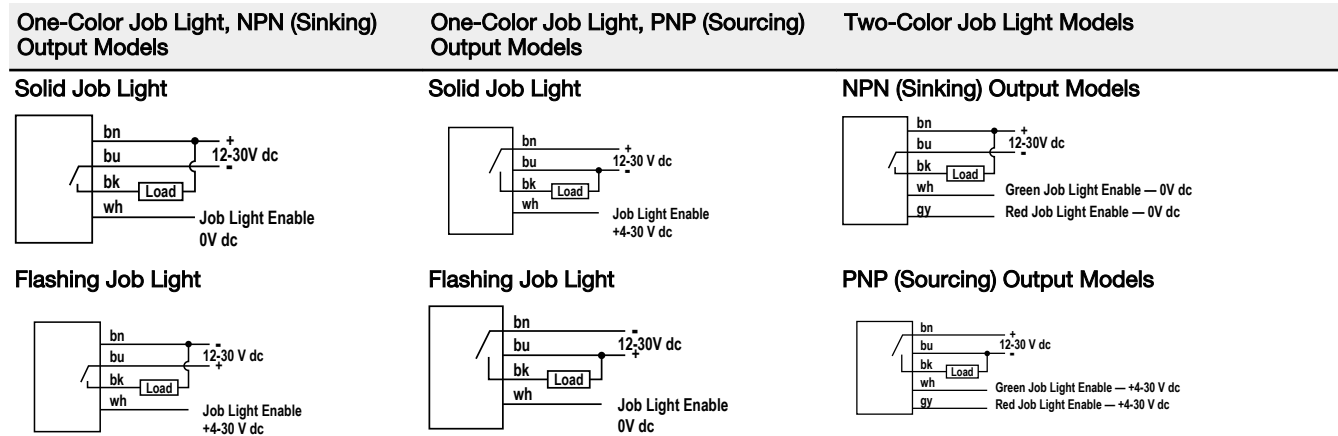 One-Color Job Light, NPN (Sinking)
Output Models
One-Color Job Light, PNP (Sourcing)
Output Models
Two-Color Job Light Models
Solid Job Light
bn
+
12-30V dc
bu
-
bk
Load
wh
Job Light Enable
0V dc
Solid Job Light
bn
+
12-30 V dc
bu
-
bk
Load
wh
Job Light Enable
+4-30 V dc
NPN (Sinking) Output Models
bn
+
12-30V dc
bu
-
bk
Load
wh
Green Job Light Enable — 0V dc
gy
Red Job Light Enable — 0V dc
Flashing Job Light
bn
-
12-30 V dc
bu
+
bk
Load
wh
Job Light Enable
+4-30 V dc
Flashing Job Light
bn
-
12-30V dc
bu
+
bk
Load
wh
Job Light Enable
0V dc
PNP (Sourcing) Output Models
bn
+
12-30 V dc
bu
-
bk
Load
wh
Green Job Light Enable — +4-30 V dc
gy
Red Job Light Enable — +4-30 V dc